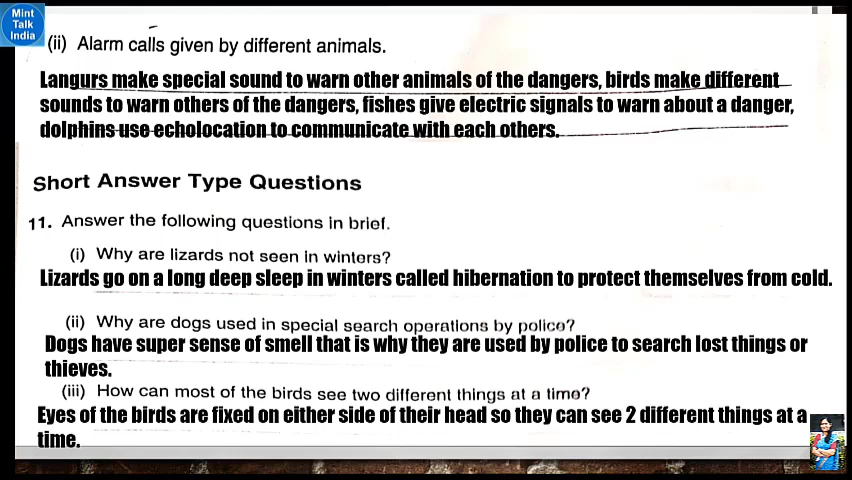 Mint
Talk
India
(ii) Alarm calls given by different animals.
Langurs make special sound to warn other animals of the dangers, birds make different
sounds to warn others of the dangers, fishes give electric signals to warn about a danger,
dolphins use echolocation to communicate with each others.
Short Answer Type Questions
11. Answer the following questions in brief.
(i) Why are lizards not seen in winters?
Lizards go on a long deep sleep in winters called hibernation to protect themselves from cold.
(ii) Why are dogs used in special search operations by police?
Dogs have super sense of smell that is why they are used by police to search lost things or
thieves.
(iii) How can most of the birds see two different things at a time?
Eyes of the birds are fixed on either side of their head so they can see 2 different things at a
time.